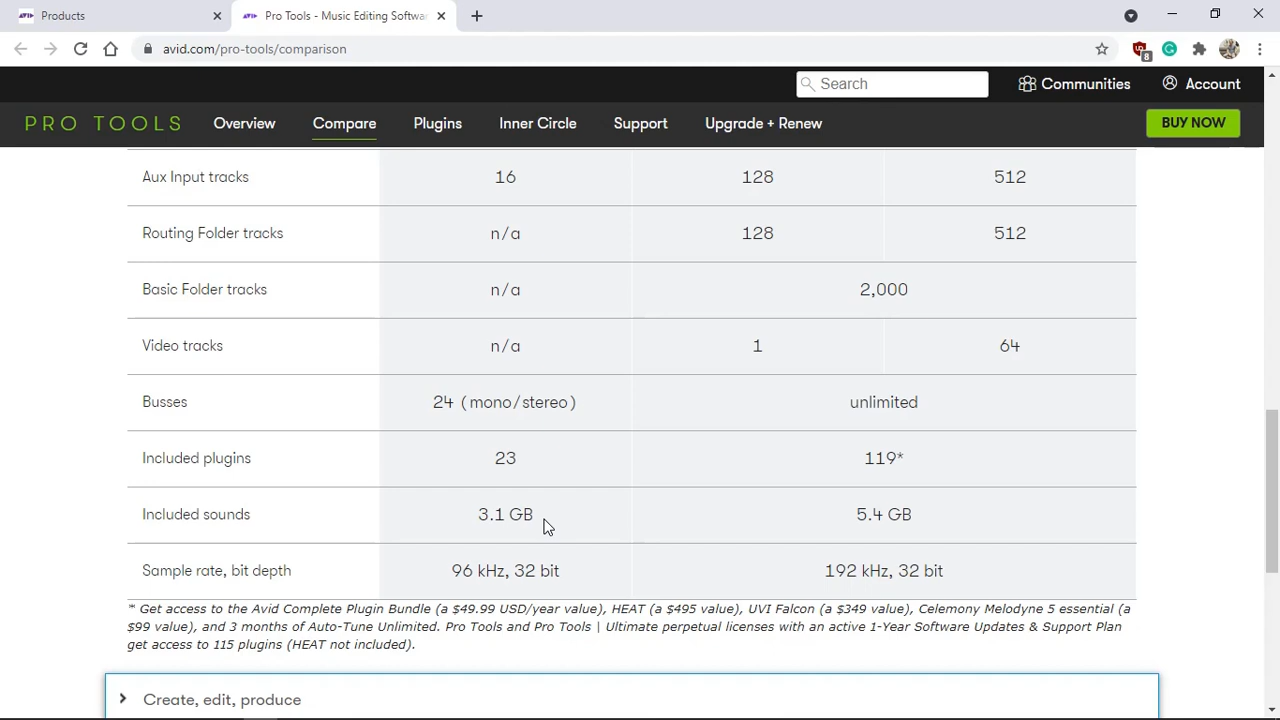 AVID Products
AVID Pro Tools - Music Editing Softwa
avid.com/pro-tools/comparison
8
Search
Communities
Account
PRO TOOLS
Overview
Compare
Plugins
Inner Circle
Support
Upgrade + Renew
BUY NOW
Aux Input tracks 16 128 512
Routing Folder tracks n/a 128 512
Basic Folder tracks n/a 2,000
Video tracks n/a 1 64
Busses 24 (mono/stereo) unlimited
Included plugins 23 119*
Included sounds 3.1 GB 5.4 GB
Sample rate, bit depth 96 kHz, 32 bit 192 kHz, 32 bit
* Get access to the Avid Complete Plugin Bundle (a $49.99 USD/year value), HEAT (a $495 value), UVI Falcon (a $349 value), Celemony Melodyne 5 essential (a
$99 value), and 3 months of Auto-Tune Unlimited. Pro Tools and Pro Tools | Ultimate perpetual licenses with an active 1-Year Software Updates & Support Plan
get access to 115 plugins (HEAT not included).
Create, edit, produce